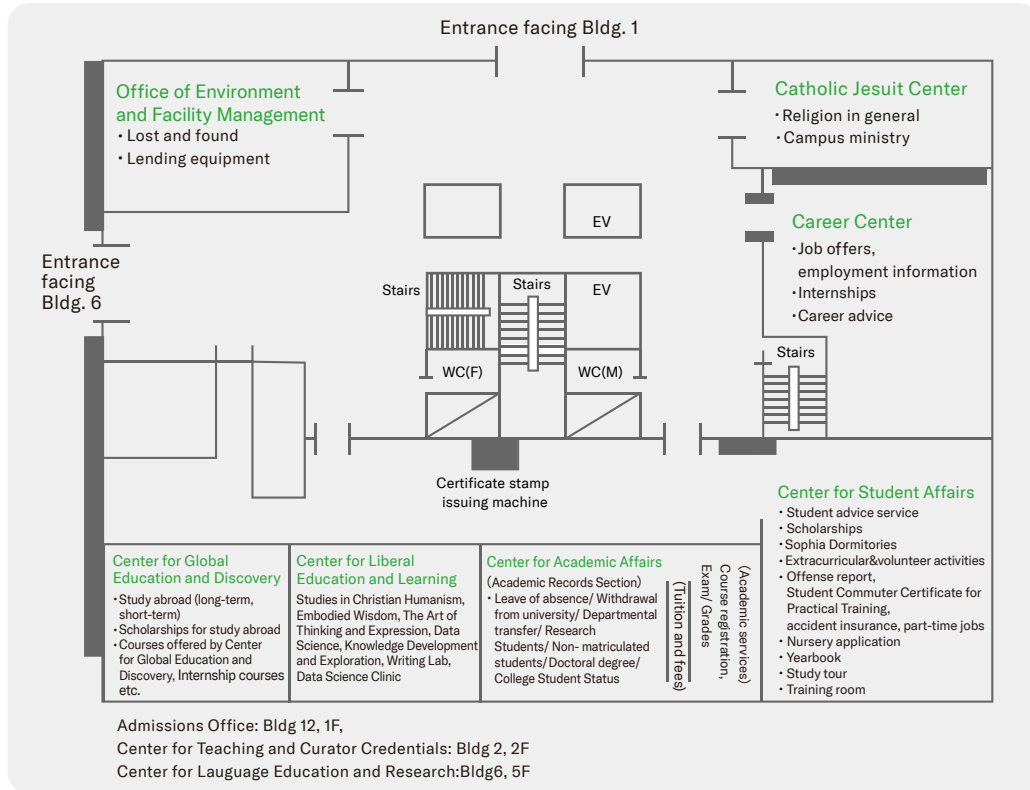 Entrance facing Bldg. 1
Office of Environment
and Facility Management
・Lost and found
・Lending equipment
Catholic Jesuit Center
・Religion in general
・Campus ministry
EV
Career Center
・Job offers,
employment information
・Internships
・Career advice
Entrance
facing
Bldg. 6
Stairs
Stairs
EV
WC(F)
WC(M)
Stairs
Certificate stamp
issuing machine
Center for Global
Education and Discovery
・Study abroad (long-term,
short-term)
・Scholarships for study abroad
・Courses offered by Center
for Global Education and
Discovery, Internship courses
etc.
Center for Liberal
Education and Learning
Studies in Christian Humanism,
Embodied Wisdom, The Art of
Thinking and Expression, Data
Science, Knowledge Development
and Exploration, Writing Lab,
Data Science Clinic
Center for Academic Affairs
(Academic Records Section)
・Leave of absence/ Withdrawal
from university/ Departmental
transfer/ Research
Students/ Non- matriculated
students/Doctoral degree/
College Student Status
(Tuition and fees)
(Academic services)
Course registration,
Exam/ Grades
Center for Student Affairs
・Student advice service
・Scholarships
・Sophia Dormitories
・Extracurricular&volunteer activities
・Offense report,
Student Commuter Certificate for
Practical Training,
accident insurance, part-time jobs
・Nursery application
・Yearbook
・Study tour
・Training room
Admissions Office: Bldg 12, 1F,
Center for Teaching and Curator Credentials: Bldg 2, 2F
Center for Lauguage Education and Research:Bldg6, 5F